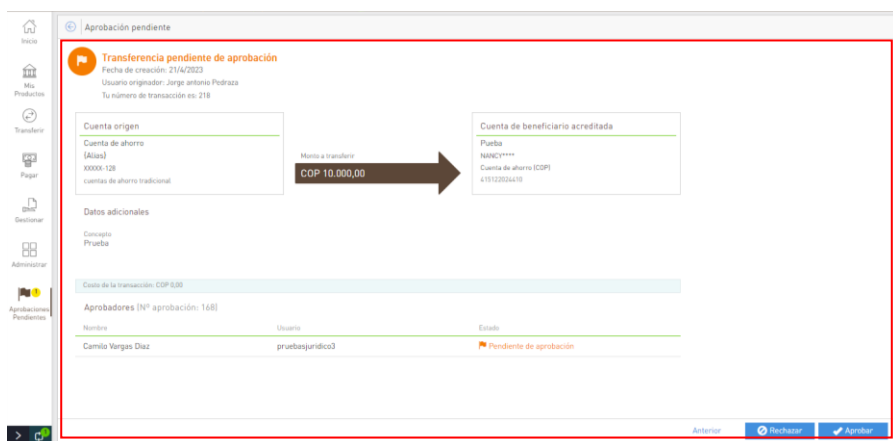 Inicio
Mis
Productos
Transferir
Pagar
Gestionar
Administrar
1
Aprobaciones
Pendientes
Aprobación pendiente
Transferencia pendiente de aprobación
Fecha de creación: 21/4/2023
Usuario originador: Jorge antonio Pedraza
Tu número de transacción es: 218
Cuenta origen
Cuenta de ahorro
(Alias)
XXXXX-128
cuentas de ahorro tradicional
Monto a transferir
COP 10.000,00
Cuenta de beneficiario acreditada
Pueba
NANCY****
Cuenta de ahorro (COP)
410122024410
Datos adicionales
Concepto
Prueba
Costo de la transacción: COP 0,00
Aprobadores (Nº aprobación: 168)
Nombre Usuario Estado
Camilo Vargas Diaz pruebasjuridico3 Pendiente de aprobación
Anterior Rechazar Aprobar